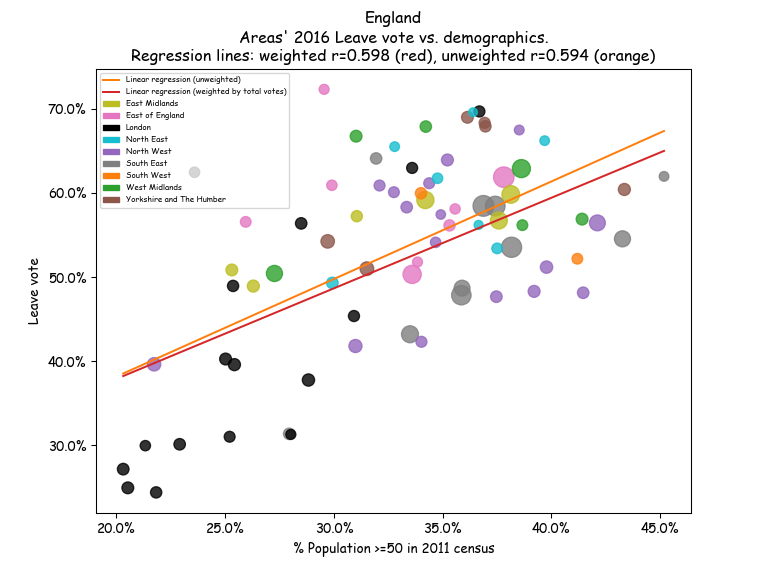 England
Areas' 2016 Leave vote vs. demographics.
Regression lines: weighted r=0.598 (red), unweighted r=0.594 (orange)
Linear regression (unweighted)
Linear regression (weighted by total votes)
East Midlands
East of England
London
North East
North West
South East
South West
West Midlands
Yorkshire and The Humber
70.0%
60.0%
50.0%
40.0%
30.0%
Leave vote
20.0% 25.0% 30.0% 35.0% 40.0% 45.0%
% Population >=50 in 2011 census